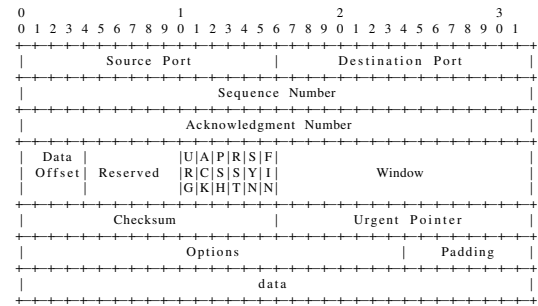 0 1 2 3
0 1 2 3 4 5 6 7 8 9 0 1 2 3 4 5 6 7 8 9 0 1 2 3 4 5 6 7 8 9 0 1
+-+-+-+-+-+-+-+-+-+-+-+-+-+-+-+-+-+-+-+-+-+-+-+-+-+-+-+-+-+-+-+-+
| Source Port | Destination Port |
+-+-+-+-+-+-+-+-+-+-+-+-+-+-+-+-+-+-+-+-+-+-+-+-+-+-+-+-+-+-+-+-+
| Sequence Number |
+-+-+-+-+-+-+-+-+-+-+-+-+-+-+-+-+-+-+-+-+-+-+-+-+-+-+-+-+-+-+-+-+
| Acknowledgment Number |
+-+-+-+-+-+-+-+-+-+-+-+-+-+-+-+-+-+-+-+-+-+-+-+-+-+-+-+-+-+-+-+-+
| Data | |U|A|P|R|S|F| |
| Offset| Reserved |R|C|S|S|Y|I| Window |
| | |G|K|H|T|N|N| |
+-+-+-+-+-+-+-+-+-+-+-+-+-+-+-+-+-+-+-+-+-+-+-+-+-+-+-+-+-+-+-+-+
| Checksum | Urgent Pointer |
+-+-+-+-+-+-+-+-+-+-+-+-+-+-+-+-+-+-+-+-+-+-+-+-+-+-+-+-+-+-+-+-+
| Options | Padding |
+-+-+-+-+-+-+-+-+-+-+-+-+-+-+-+-+-+-+-+-+-+-+-+-+-+-+-+-+-+-+-+-+
| data |
+-+-+-+-+-+-+-+-+-+-+-+-+-+-+-+-+-+-+-+-+-+-+-+-+-+-+-+-+-+-+-+-+